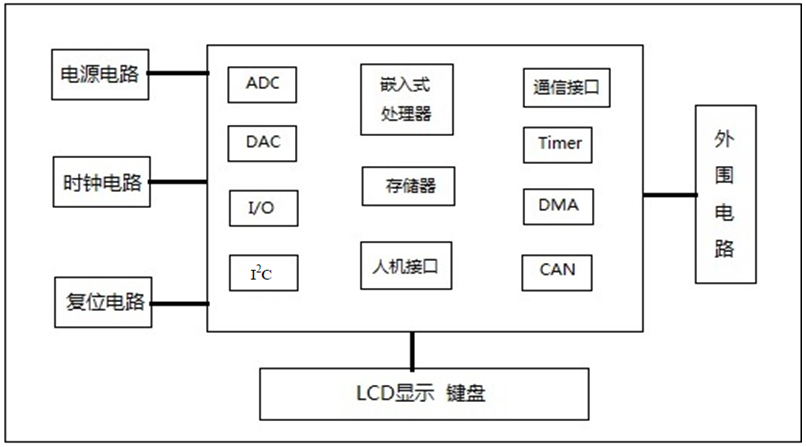 电源电路
时钟电路
复位电路
ADC
DAC
I/O
I²C
嵌入式
处理器
存储器
人机接口
通信接口
Timer
DMA
CAN
外
围
电
路
LCD显示 键盘